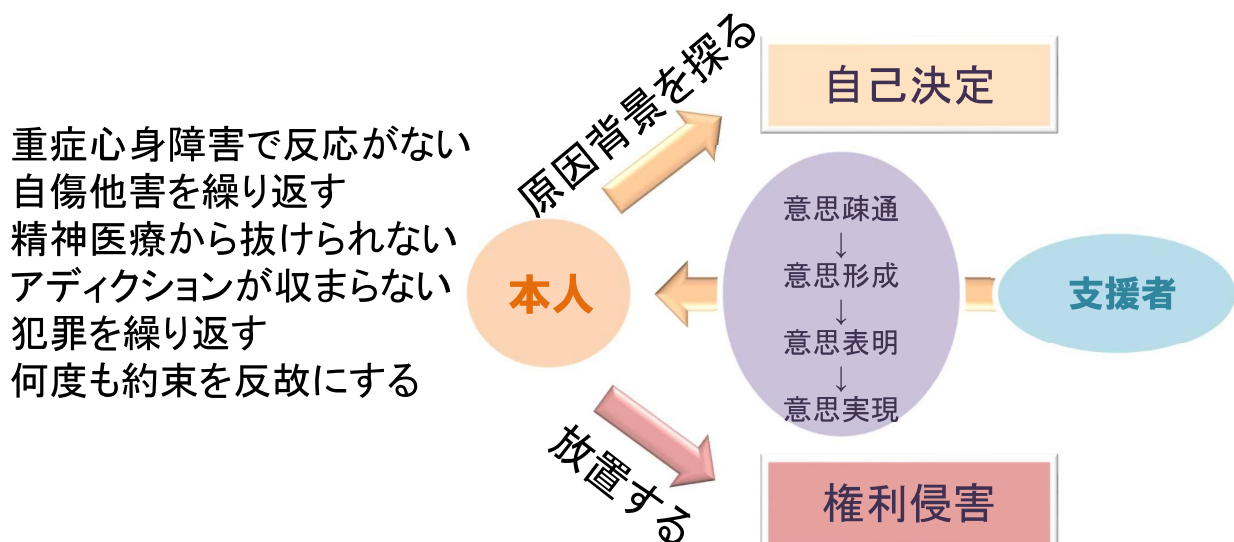 重症心身障害で反応がない
自傷他害を繰り返す
精神医療から抜けられない
アディクションが収まらない
犯罪を繰り返す
何度も約束を反故にする
原因背景を探る
自己決定
本人
意思疎通
↓
意思形成
↓
意思表明
↓
意思実現
支援者
放置する
権利侵害